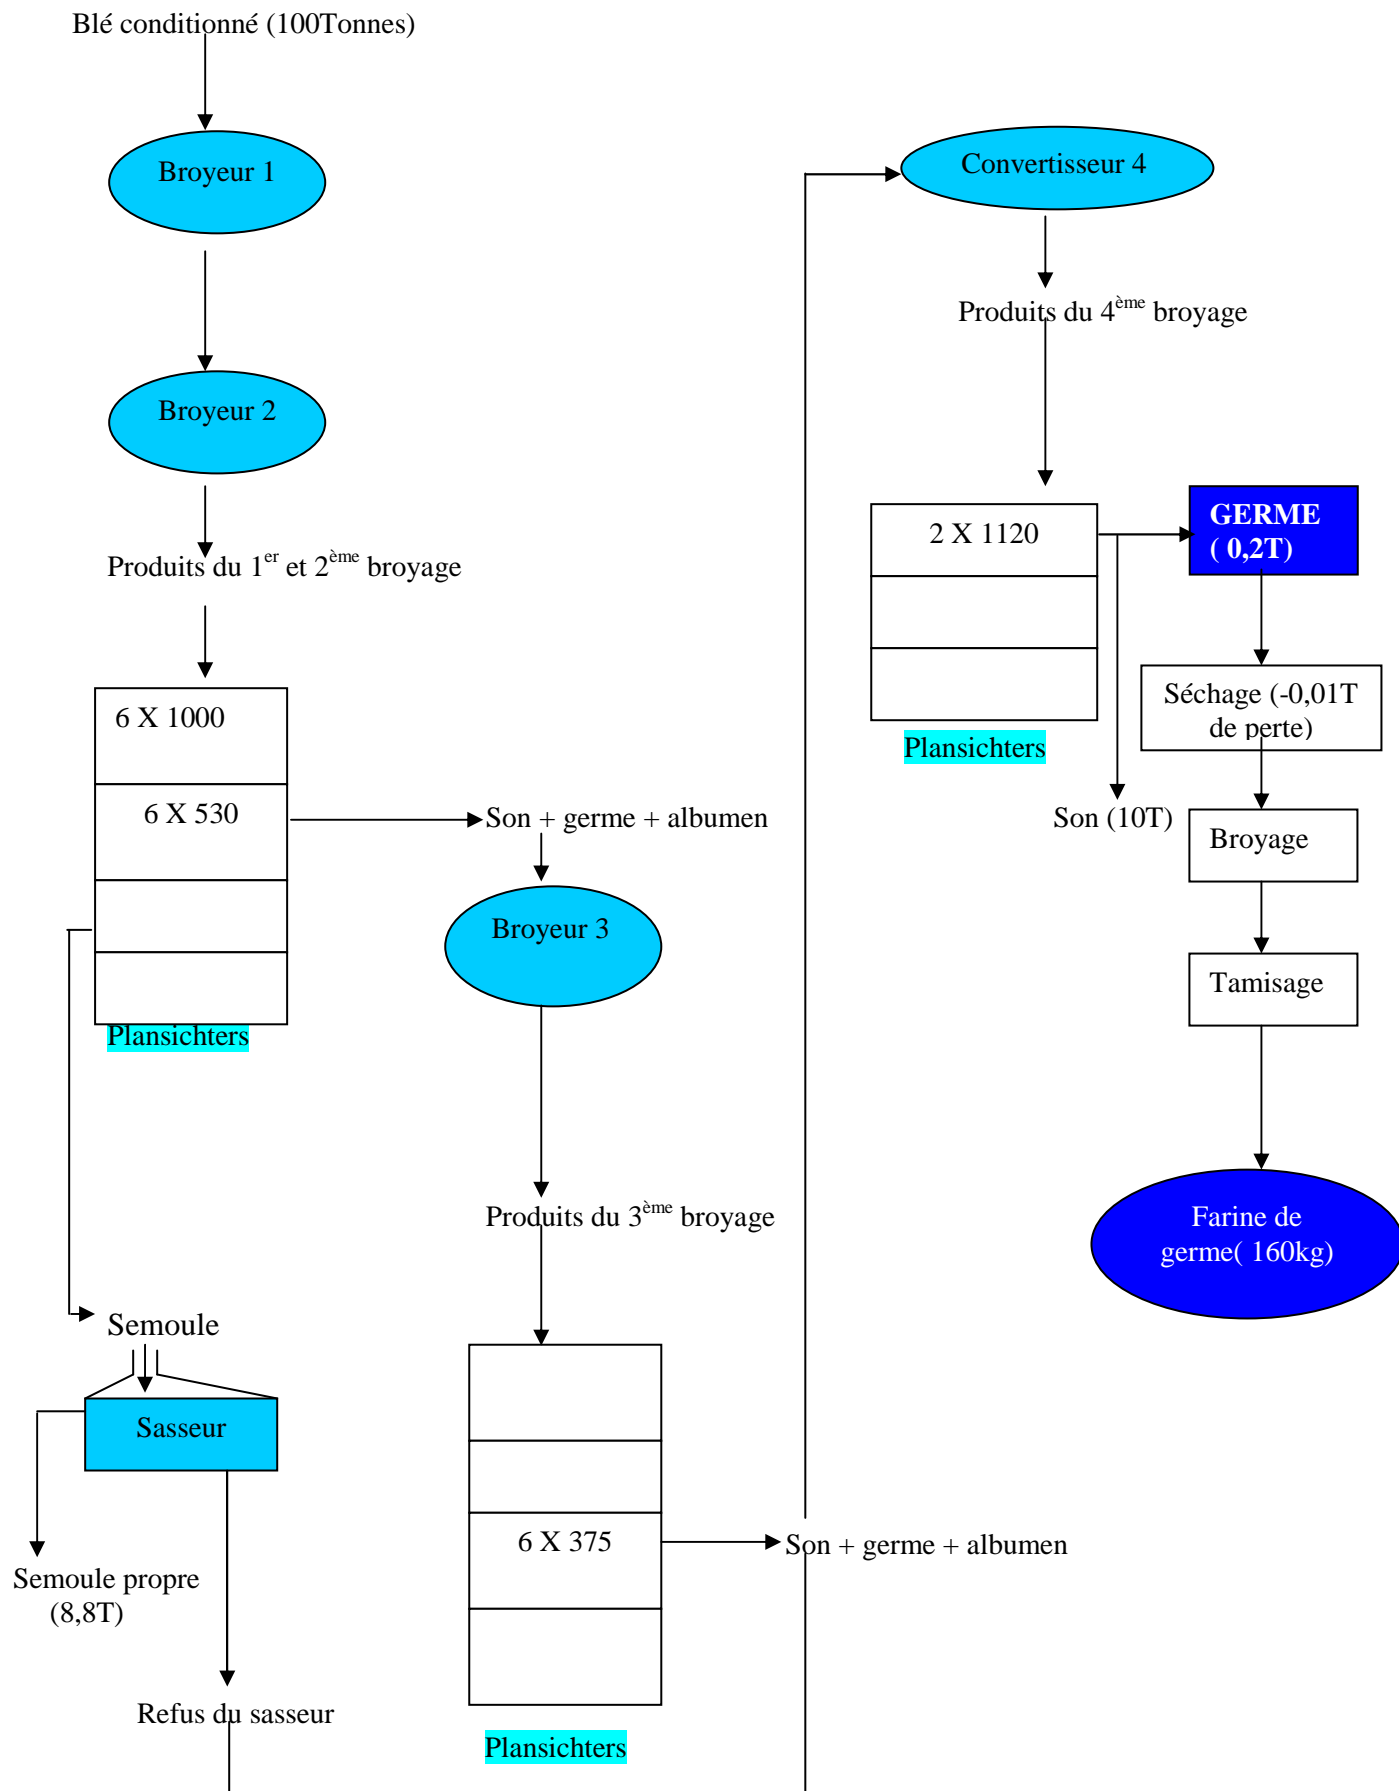 Blé conditionné (100Tonnes)
Broyeur 1
Broyeur 2
Produits du 1er et 2ème broyage
6 X 1000
6 X 530
Plansichters
Semoule
Sasseur
Semoule propre
(8,8T)
Refus du sasseur
Son + germe + albumen
Broyeur 3
Produits du 3ème broyage
6 X 375
Plansichters
Son + germe + albumen
Convertisseur 4
Produits du 4ème broyage
2 X 1120
Plansichters
Son (10T)
GERME
( 0,2T)
Séchage (-0,01T
de perte)
Broyage
Tamisage
Farine de
germe( 160kg)